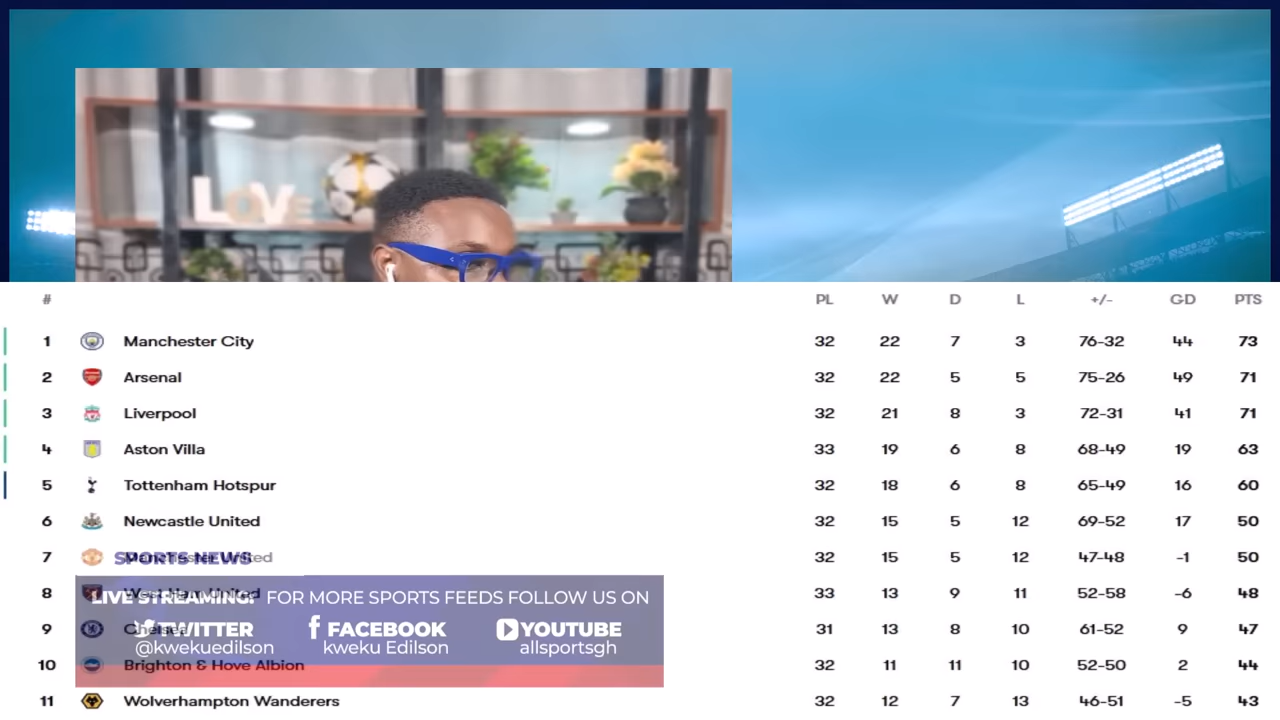 LOVE
# PL W D L +/- GD PTS
1 Manchester City 32 22 7 3 76-32 44 73
2 Arsenal 32 22 5 5 75-26 49 71
3 Liverpool 32 21 8 3 72-31 41 71
4 Aston Villa 33 19 6 8 68-49 19 63
5 Tottenham Hotspur 32 18 6 8 65-49 16 60
6 Newcastle United 32 15 5 12 69-52 17 50
7 Manchester United 32 15 5 12 47-48 -1 50
SPORTS NEWS
8 West Ham United 33 13 9 11 52-58 -6 48
LIVE STREAMING: FOR MORE SPORTS FEEDS FOLLOW US ON
9 Chelsea 31 13 8 10 61-52 9 47
TWITTER FACEBOOK YOUTUBE
@kwekuedilson kweku Edilson allsportsgh
10 Brighton & Hove Albion 32 11 11 10 52-50 2 44
11 Wolverhampton Wanderers 32 12 7 13 46-51 -5 43